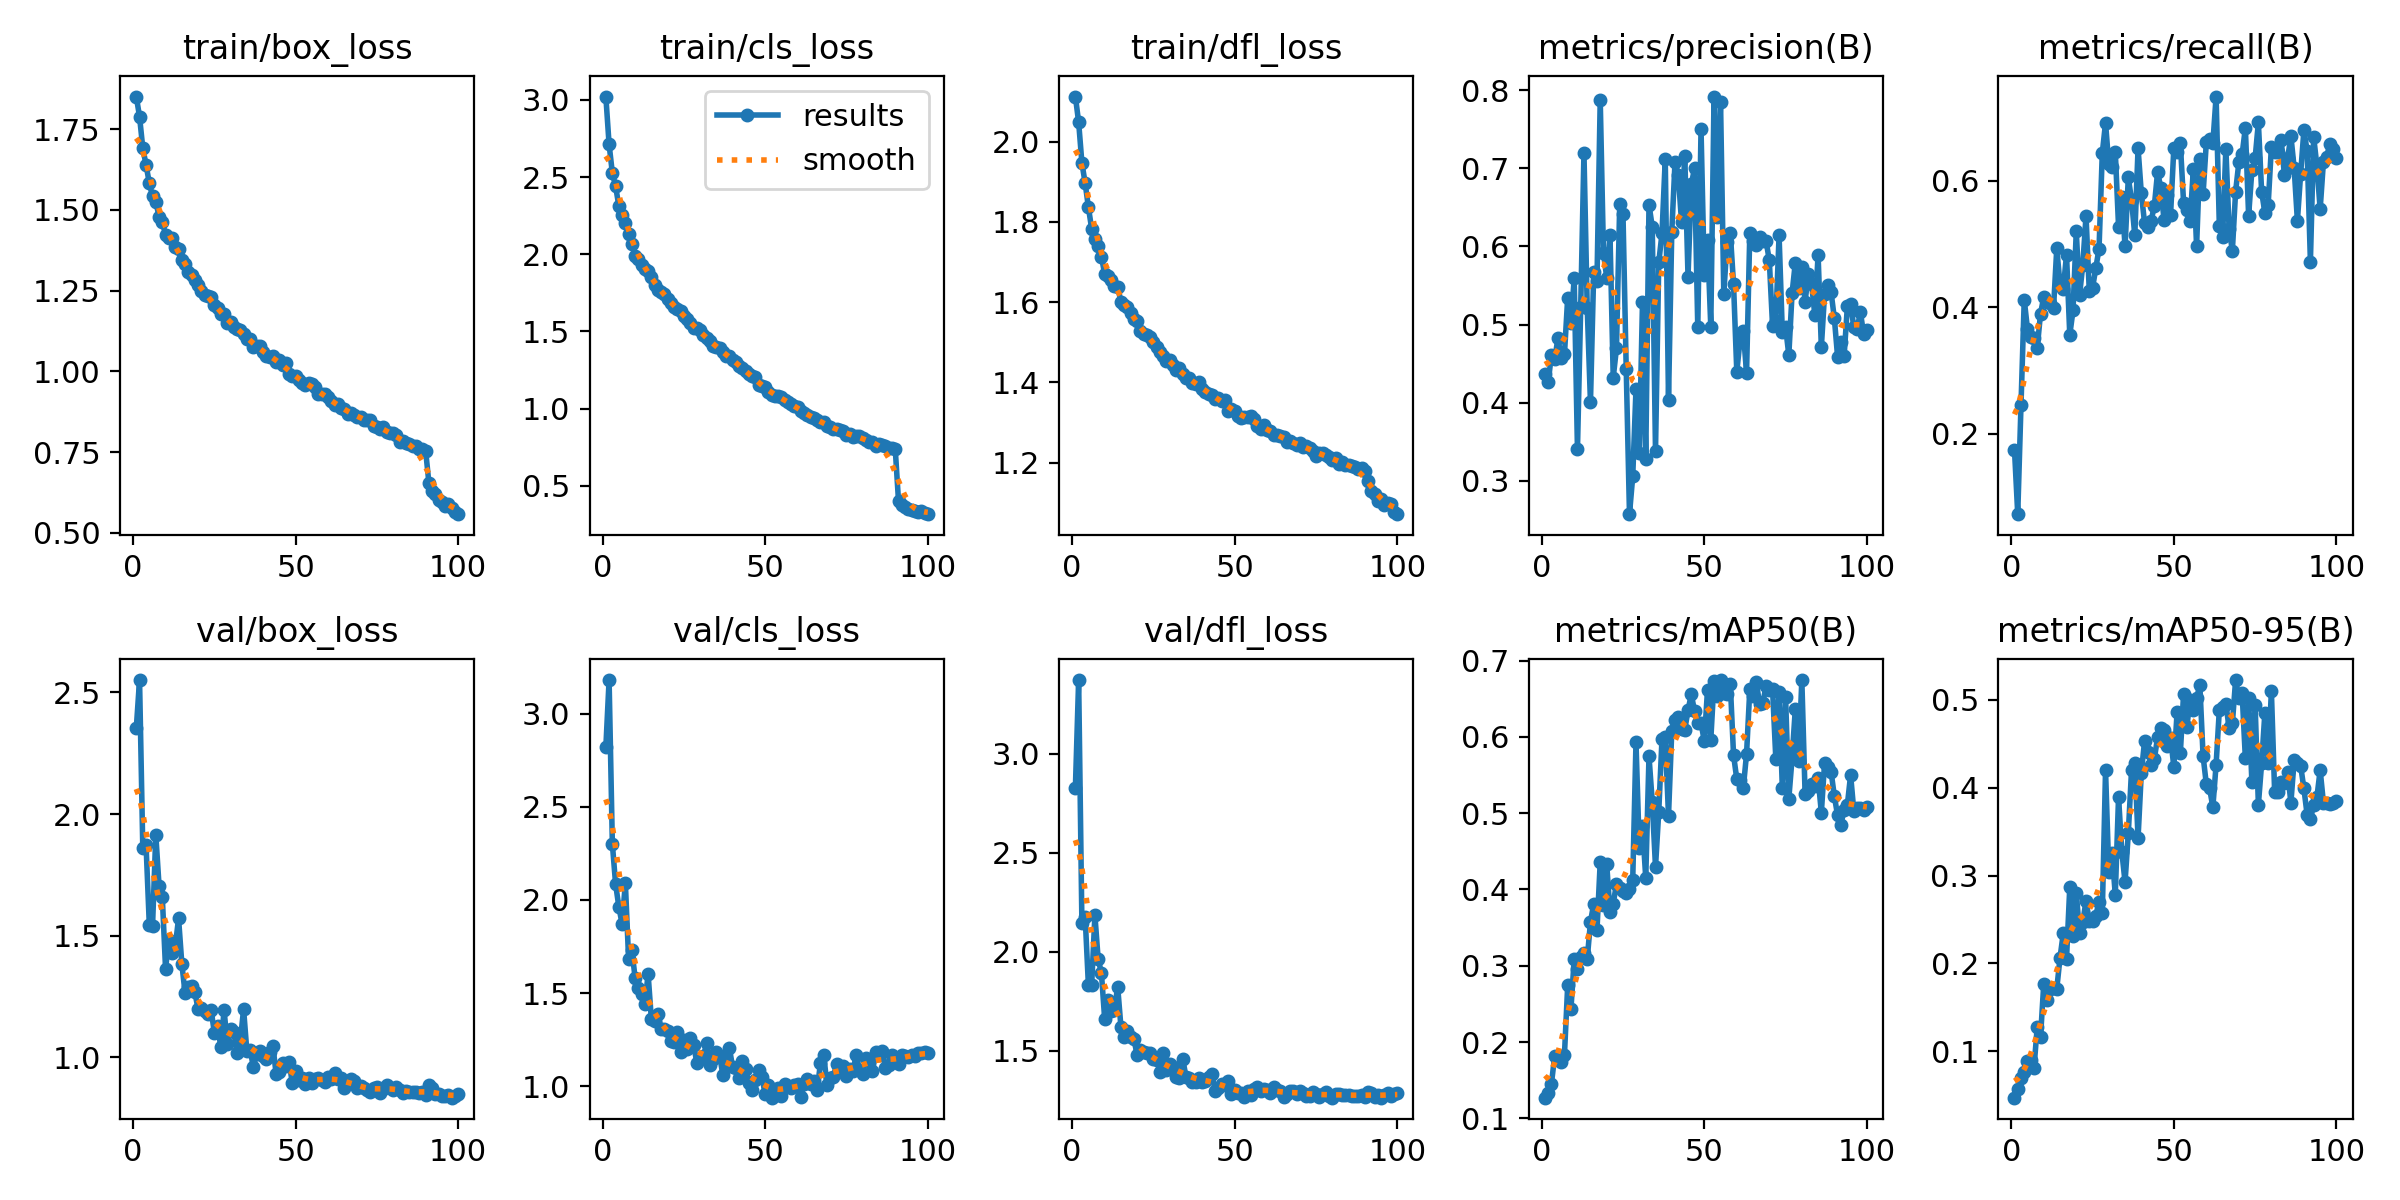 train/box_loss
1.75
1.50
1.25
1.00
0.75
0.50
0 50 100
train/cls_loss
results
smooth
3.0
2.5
2.0
1.5
1.0
0.5
0 50 100
train/dfl_loss
2.0
1.8
1.6
1.4
1.2
0 50 100
metrics/precision(B)
0.8
0.7
0.6
0.5
0.4
0.3
0 50 100
metrics/recall(B)
0.6
0.4
0.2
0 50 100
val/box_loss
2.5
2.0
1.5
1.0
0 50 100
val/cls_loss
3.0
2.5
2.0
1.5
1.0
0 50 100
val/dfl_loss
3.0
2.5
2.0
1.5
0 50 100
metrics/mAP50(B)
0.7
0.6
0.5
0.4
0.3
0.2
0.1
0 50 100
metrics/mAP50-95(B)
0.5
0.4
0.3
0.2
0.1
0 50 100